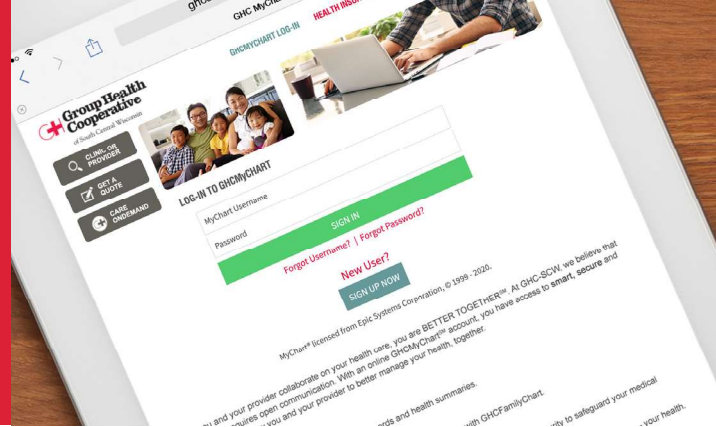 GHC MyCha
GHCMYCHART LOG-IN
HEALTH INSU
Group Health
Cooperative
of South Central Wisconsin
CLINIC OR
PROVIDER
GET A
QUOTE
CARE
ONDEMAND
LOG-IN TO GHCMyCHART
MyChart Username
Password
SIGN IN
Forgot Username? | Forgot Password?
New User?
SIGN UP NOW
MyChart® licensed from Epic Systems Corporation, © 1999 - 2020.
and your provider collaborate on your health care, you are BETTER TOGETHER℠. At GHC-SCW, we believe that
requires open communication. With an online GHCMyChart℠ account, you have access to smart, secure and
you and your provider to better manage your health, together.
and health summaries.
with GHCFamilyChart.
to safeguard your medical
your health.